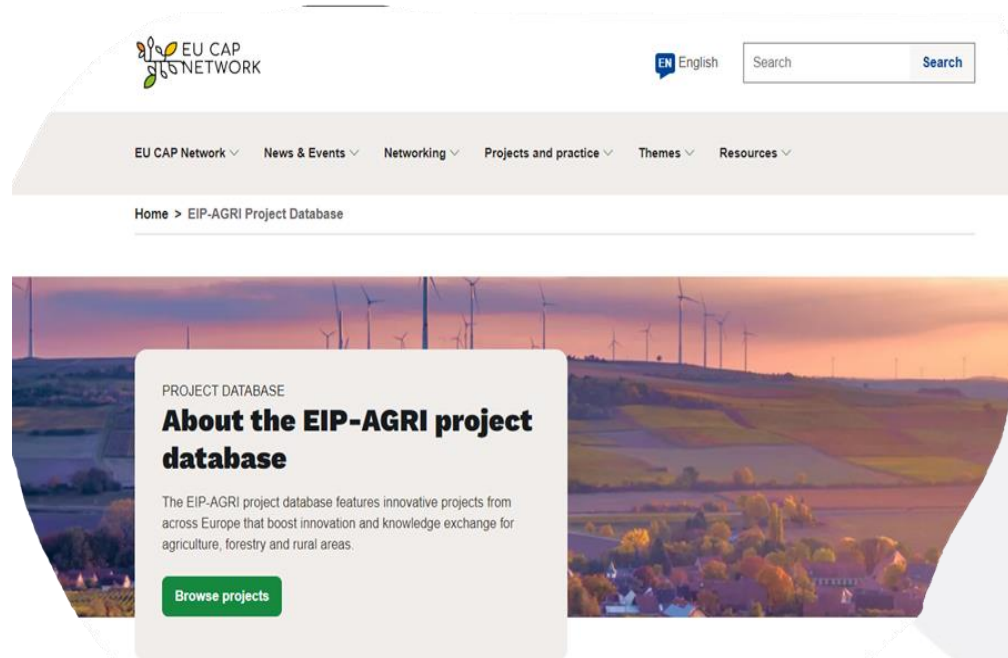 EU CAP
NETWORK
EN English
Search
Search
EU CAP Network
News & Events
Networking
Projects and practice
Themes
Resources
Home > EIP-AGRI Project Database
PROJECT DATABASE
About the EIP-AGRI project
database
The EIP-AGRI project database features innovative projects from
across Europe that boost innovation and knowledge exchange for
agriculture, forestry and rural areas.
Browse projects